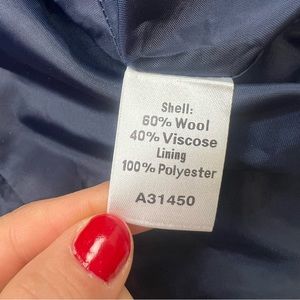 Shell:
60% Wool
40% Viscose
Lining
100% Polyester
A31450